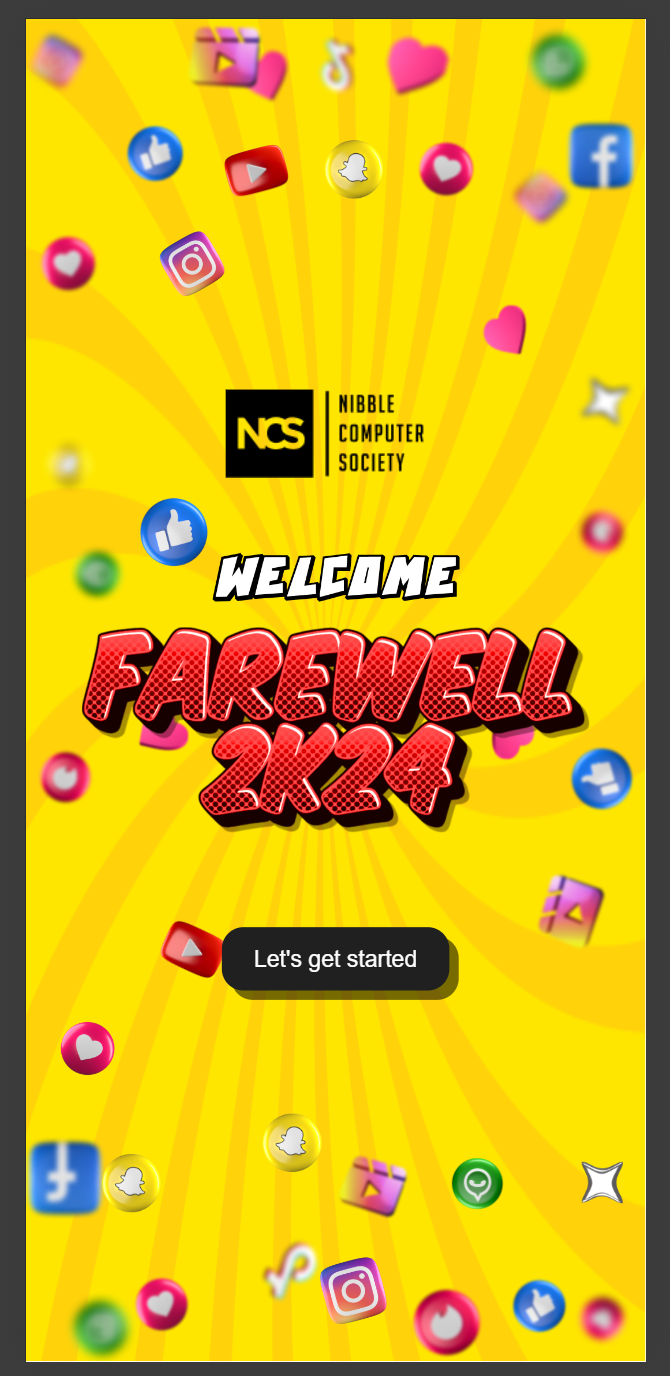 NCS
NIBBLE
COMPUTER
SOCIETY
WELCOME
FAREWELL
2K24
Let's get started